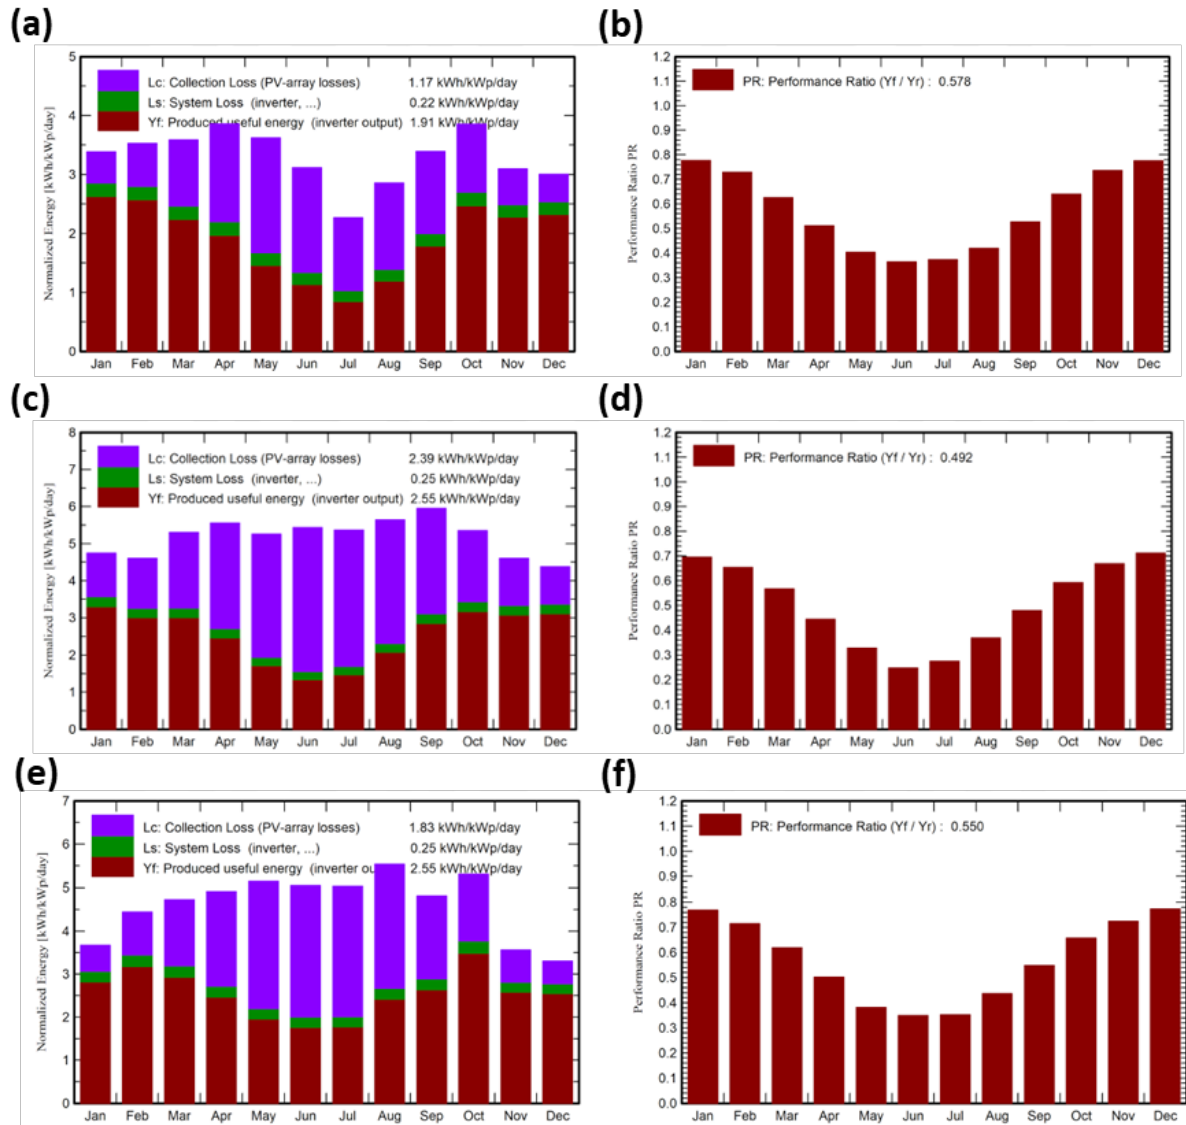 (a)
5
4
3
2
1
0
Normalized Energy [kWh/kWp/day]
Lc: Collection Loss (PV-array losses) 1.17 kWh/kWp/day
Ls: System Loss (inverter, ...) 0.22 kWh/kWp/day
Yf: Produced useful energy (inverter output) 1.91 kWh/kWp/day
Jan Feb Mar Apr May Jun Jul Aug Sep Oct Nov Dec
(b)
1.2
1.1
1.0
0.9
0.8
0.7
0.6
0.5
0.4
0.3
0.2
0.1
0.0
Performance Ratio PR
PR: Performance Ratio (Yf / Yr) : 0.578
Jan Feb Mar Apr May Jun Jul Aug Sep Oct Nov Dec
(c)
8
7
6
5
4
3
2
1
0
Normalized Energy [kWh/kWp/day]
Lc: Collection Loss (PV-array losses) 2.39 kWh/kWp/day
Ls: System Loss (inverter, ...) 0.25 kWh/kWp/day
Yf: Produced useful energy (inverter output) 2.55 kWh/kWp/day
Jan Feb Mar Apr May Jun Jul Aug Sep Oct Nov Dec
(d)
1.2
1.1
1.0
0.9
0.8
0.7
0.6
0.5
0.4
0.3
0.2
0.1
0.0
Performance Ratio PR
PR: Performance Ratio (Yf / Yr) : 0.492
Jan Feb Mar Apr May Jun Jul Aug Sep Oct Nov Dec
(e)
7
6
5
4
3
2
1
0
Normalized Energy [kWh/kWp/day]
Lc: Collection Loss (PV-array losses) 1.83 kWh/kWp/day
Ls: System Loss (inverter, ...) 0.25 kWh/kWp/day
Yf: Produced useful energy (inverter ou 2.55 kWh/kWp/day
Jan Feb Mar Apr May Jun Jul Aug Sep Oct Nov Dec
(f)
1.2
1.1
1.0
0.9
0.8
0.7
0.6
0.5
0.4
0.3
0.2
0.1
0.0
Performance Ratio PR
PR: Performance Ratio (Yf / Yr) : 0.550
Jan Feb Mar Apr May Jun Jul Aug Sep Oct Nov Dec